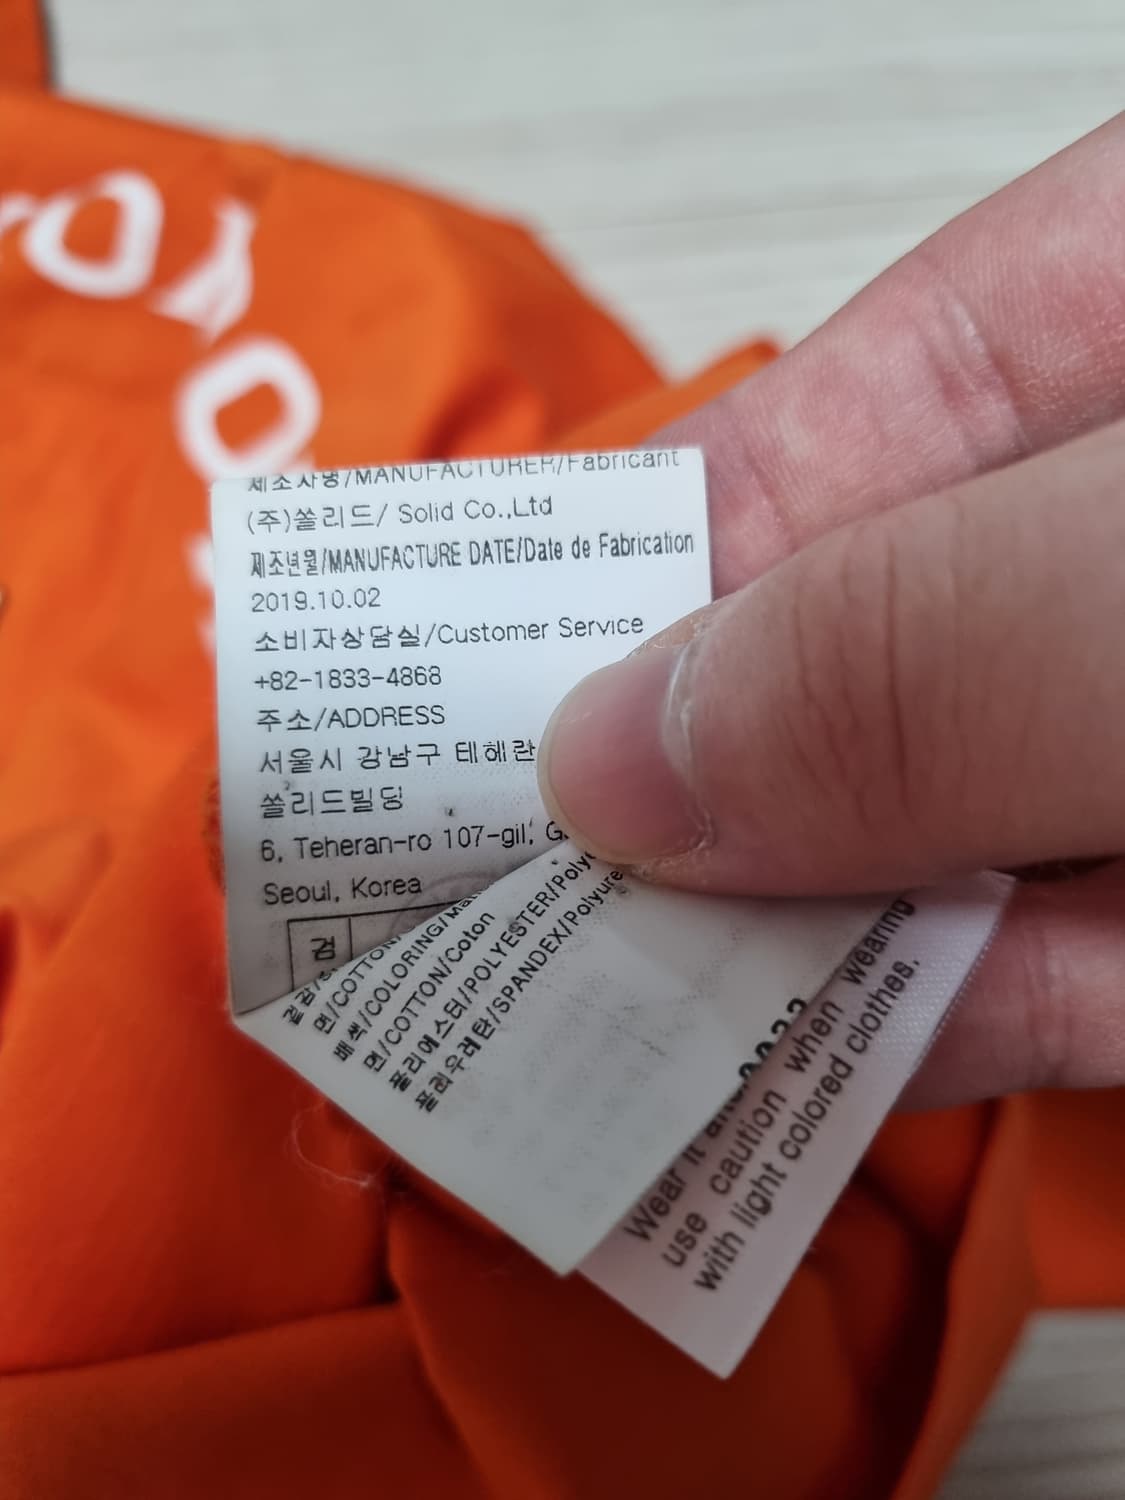 제조사명/MANUFACTURER/Fabricant
(주)쏠리드/ Solid Co.,Ltd
제조년월/MANUFACTURE DATE/Date de Fabrication
2019.10.02
소비자상담실/Customer Service
+82-1833-4868
주소/ADDRESS
서울시 강남구 테헤란
쏠리드빌딩
6, Teheran-ro 107-gil,
Seoul, Korea
검
면/COTTON
배색/COLORING/
면/COTTON/Coton
폴리에스터/POLYESTER/Poly
폴리우레탄/SPANDEX/Polyure
Wear it
use caution when wearing
with light colored clothes.